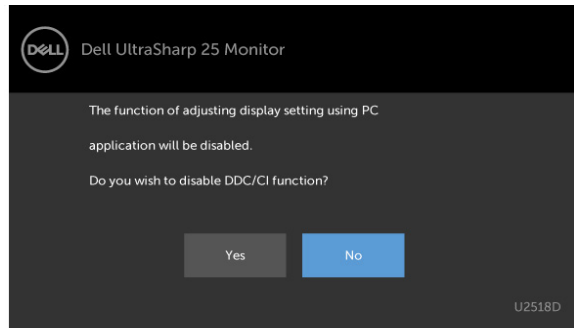 DELL
Dell UltraSharp 25 Monitor
The function of adjusting display setting using PC
application will be disabled.
Do you wish to disable DDC/CI function?
Yes
No
U2518D